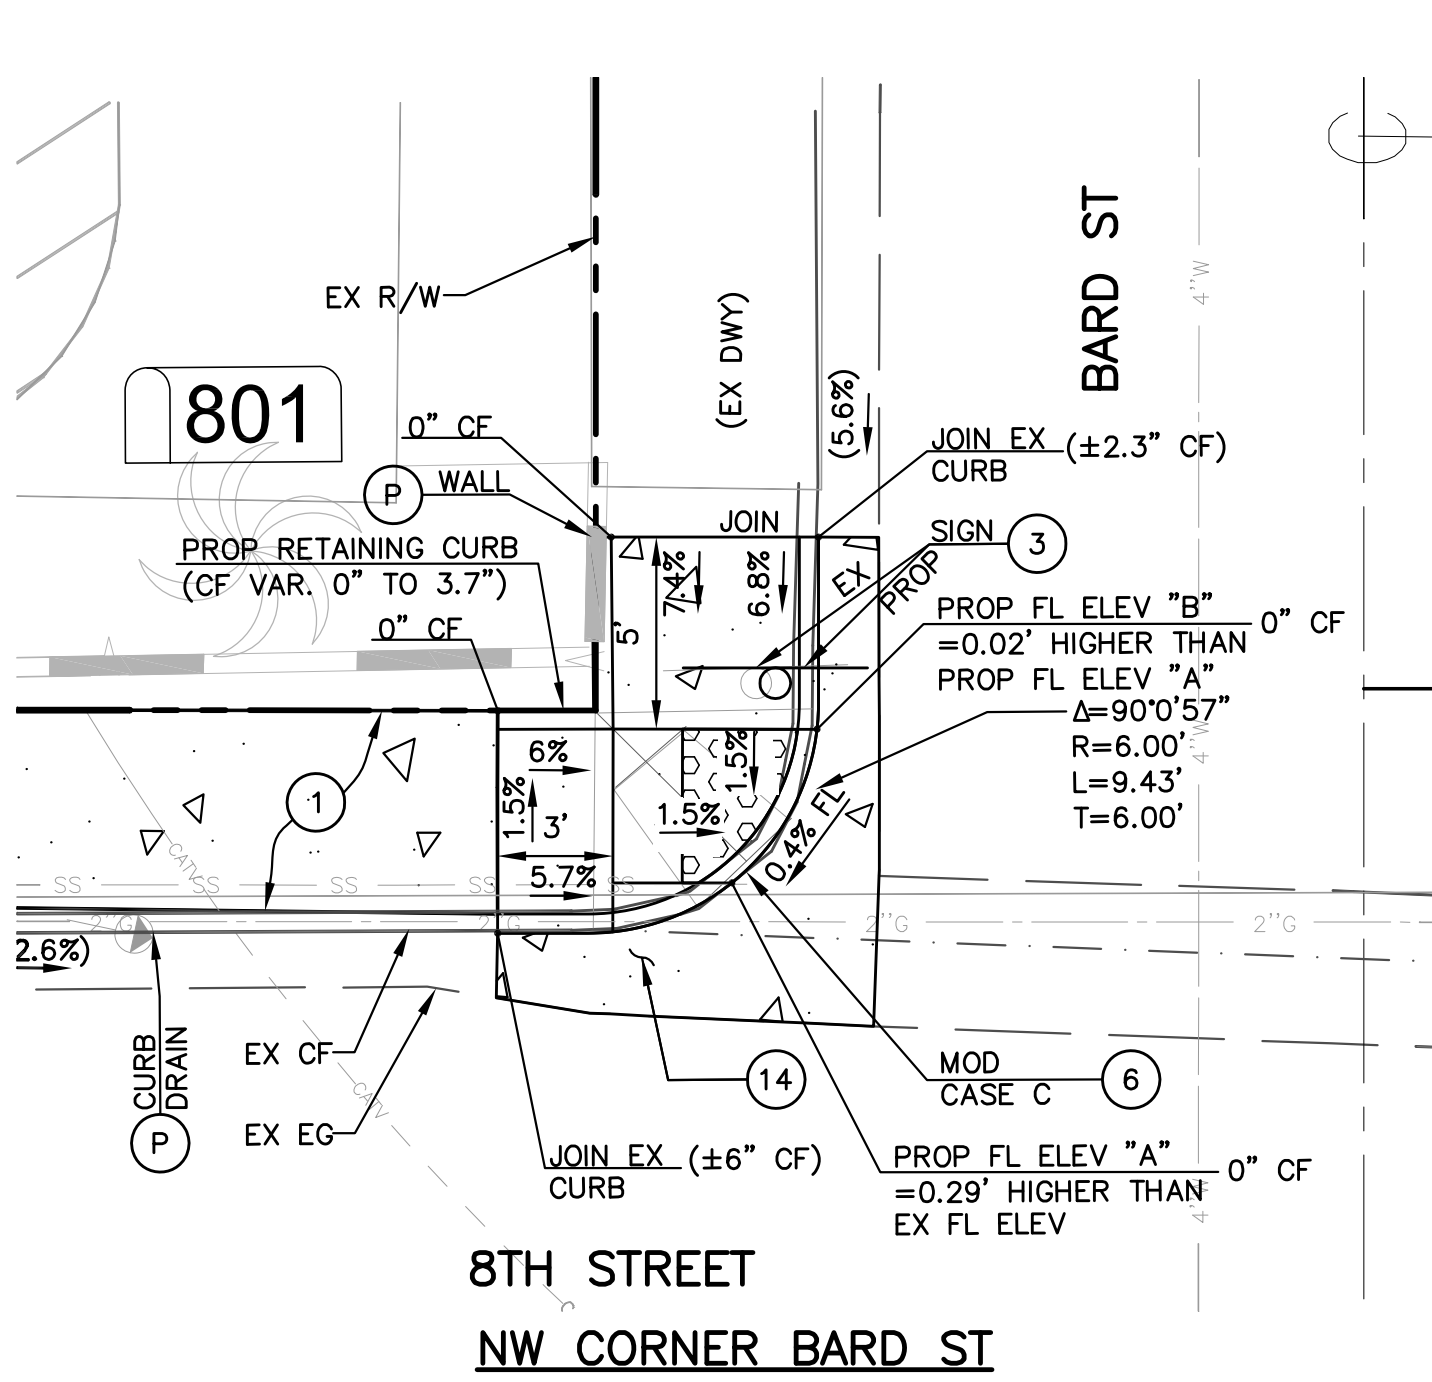 BARD ST
4"W
EX R/W
(EX DWY)
801
(5.6%)
0" CF
JOIN EX (±2.3" CF)
CURB
P
WALL
JOIN
SIGN
3
PROP RETAINING CURB
(CF VAR. 0" TO 3.7")
7.4%
6.8%
EX
PROP
0" CF
5'
PROP FL ELEV "B"
=0.02' HIGHER THAN
PROP FL ELEV "A"
0" CF
Δ=90°0'57"
R=6.00'
L=9.43'
T=6.00'
4"W
6%
1.5%
1.5%
1
3'
1.5%
0.4% FL
5.7%
CATV
SS
SS
SS
SS
SS
2"G
2"G
2"G
2"G
2.6%)
CURB
DRAIN
P
EX CF
EX EG
CATV
14
MOD
CASE C
6
JOIN EX (±6" CF)
CURB
PROP FL ELEV "A"
=0.29' HIGHER THAN
EX FL ELEV
0" CF
4"W
8TH STREET
C
NW CORNER BARD ST